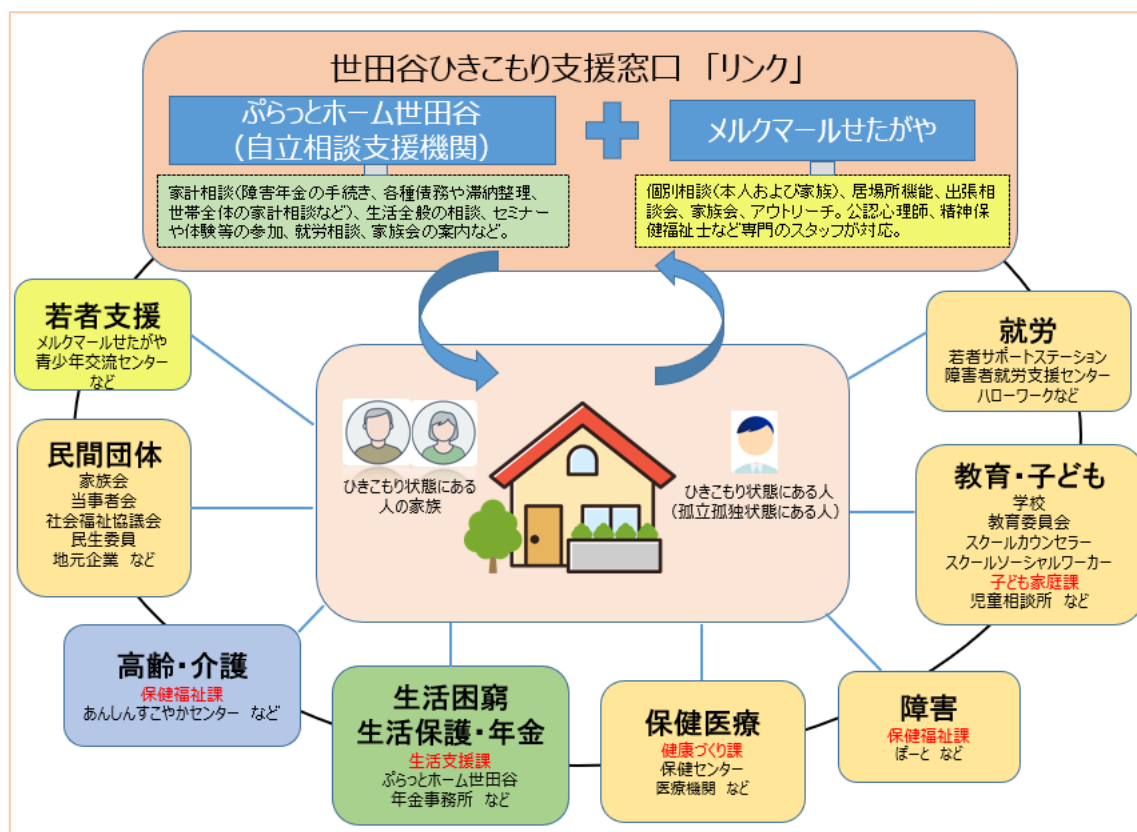 世田谷ひきこもり支援窓口 「リンク」
ぷらっとホーム世田谷
(自立相談支援機関)
メルクマールせたがや
家計相談(障害年金の手続き、各種債務や滞納整理、
世帯全体の家計相談など)、生活全般の相談、セミナー
や体験等の参加、就労相談、家族会の案内など。
個別相談(本人および家族)、居場所機能、出張相
談会、家族会、アウトリーチ。公認心理師、精神保
健福祉士など専門のスタッフが対応。
若者支援
メルクマールせたがや
青少年交流センター
など
民間団体
家族会
当事者会
社会福祉協議会
民生委員
地元企業 など
高齢・介護
保健福祉課
あんしんすこやかセンター など
ひきこもり状態にある
人の家族
ひきこもり状態にある人
(孤立孤独状態にある人)
生活困窮
生活保護・年金
生活支援課
ぷらっとホーム世田谷
年金事務所 など
保健医療
健康づくり課
保健センター
医療機関 など
障害
保健福祉課
ぽーと など
就労
若者サポートステーション
障害者就労支援センター
ハローワークなど
教育・子ども
学校
教育委員会
スクールカウンセラー
スクールソーシャルワーカー
子ども家庭課
児童相談所 など